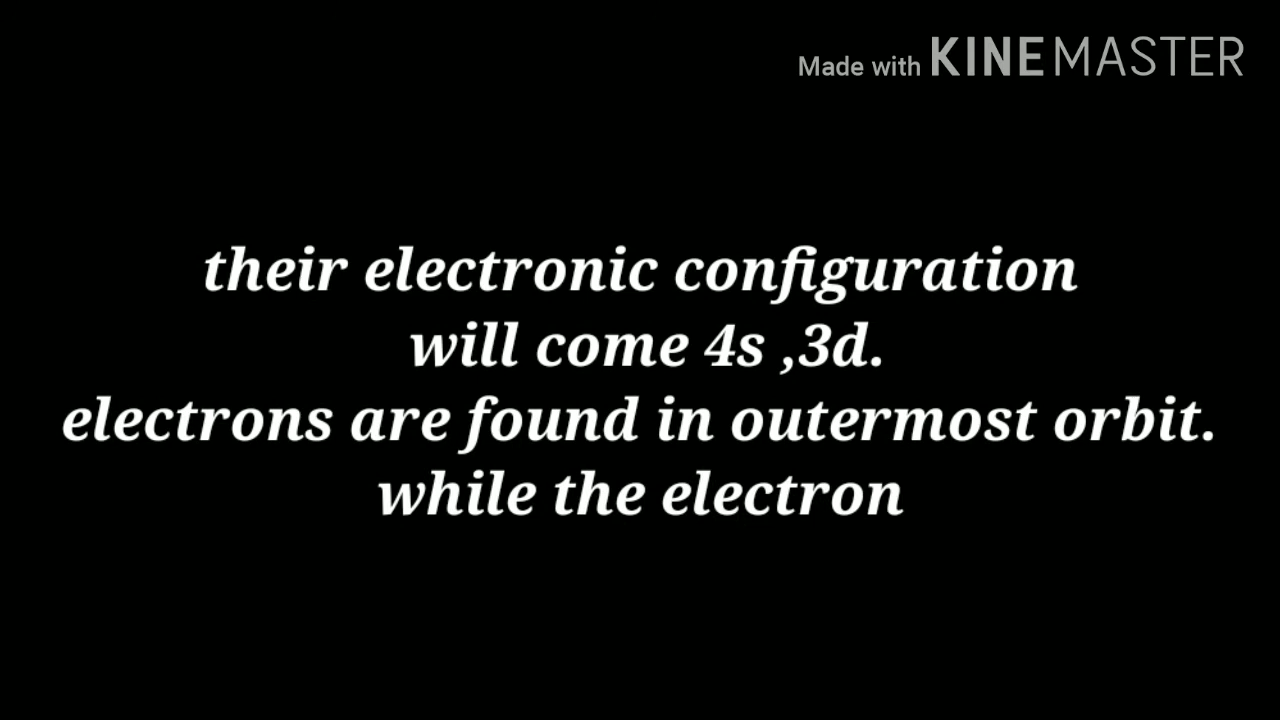 Made with KINEMASTER
their electronic configuration
will come 4s ,3d.
electrons are found in outermost orbit.
while the electron